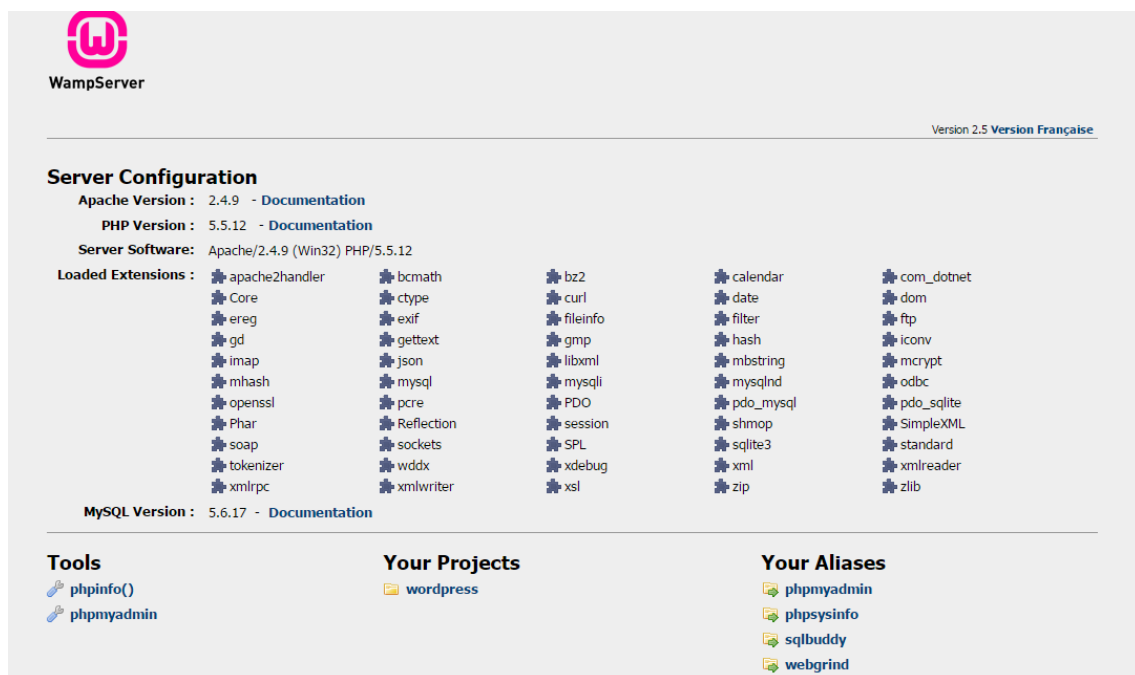 WampServer
Version 2.5 Version Française
Server Configuration
Apache Version : 2.4.9 - Documentation
PHP Version : 5.5.12 - Documentation
Server Software: Apache/2.4.9 (Win32) PHP/5.5.12
Loaded Extensions : apache2handler bcmath bz2 calendar com_dotnet
Core ctype curl date dom
ereg exif fileinfo filter ftp
gd gettext gmp hash iconv
imap json libxml mbstring mcrypt
mhash mysql mysqli mysqlnd odbc
openssl pcre PDO pdo_mysql pdo_sqlite
Phar Reflection session shmop SimpleXML
soap sockets SPL sqlite3 standard
tokenizer wddx xdebug xml xmlreader
xmlrpc xmlwriter xsl zip zlib
MySQL Version : 5.6.17 - Documentation
Tools
phpinfo()
phpmyadmin
Your Projects
wordpress
Your Aliases
phpmyadmin
phpsysinfo
sqlbuddy
webgrind